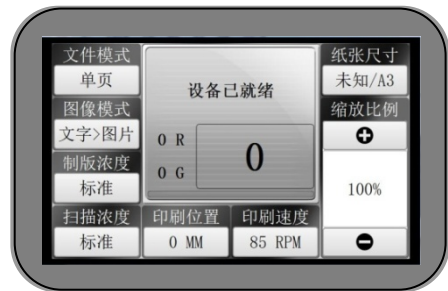 文件模式
单页
图像模式
文字>图片
制版浓度
标准
扫描浓度
标准
设备已就绪
0 R
0 G
0
印刷位置
0 MM
印刷速度
85 RPM
纸张尺寸
未知/A3
缩放比例
+
100%
-